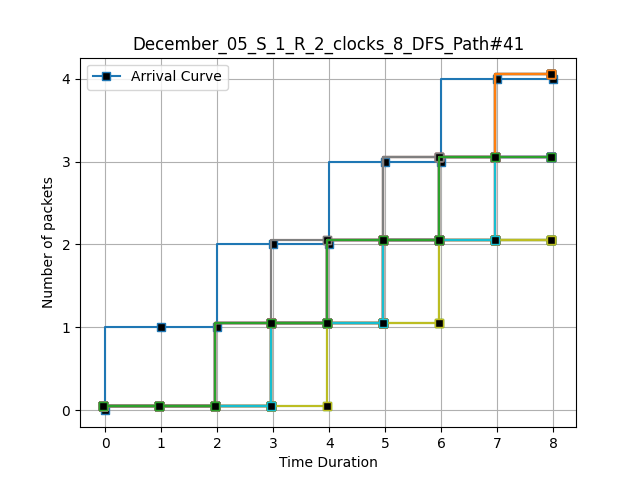 December_05_S_1_R_2_clocks_8_DFS_Path#41
Arrival Curve
Number of packets
4
3
2
1
0
0 1 2 3 4 5 6 7 8
Time Duration